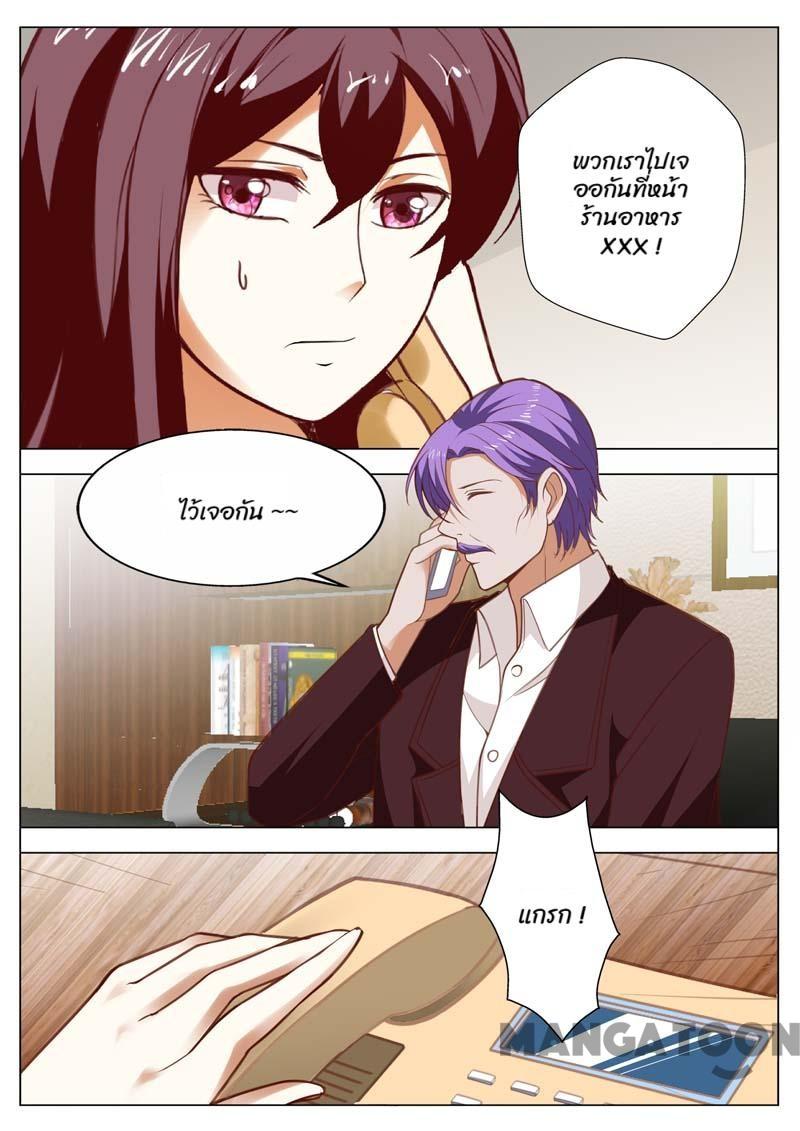 พวกเราไปเจ
ออกันที่หน้า
ร้านอาหาร
XXX !
ไว้เจอกัน ~~
แกรก !
MANGATOON